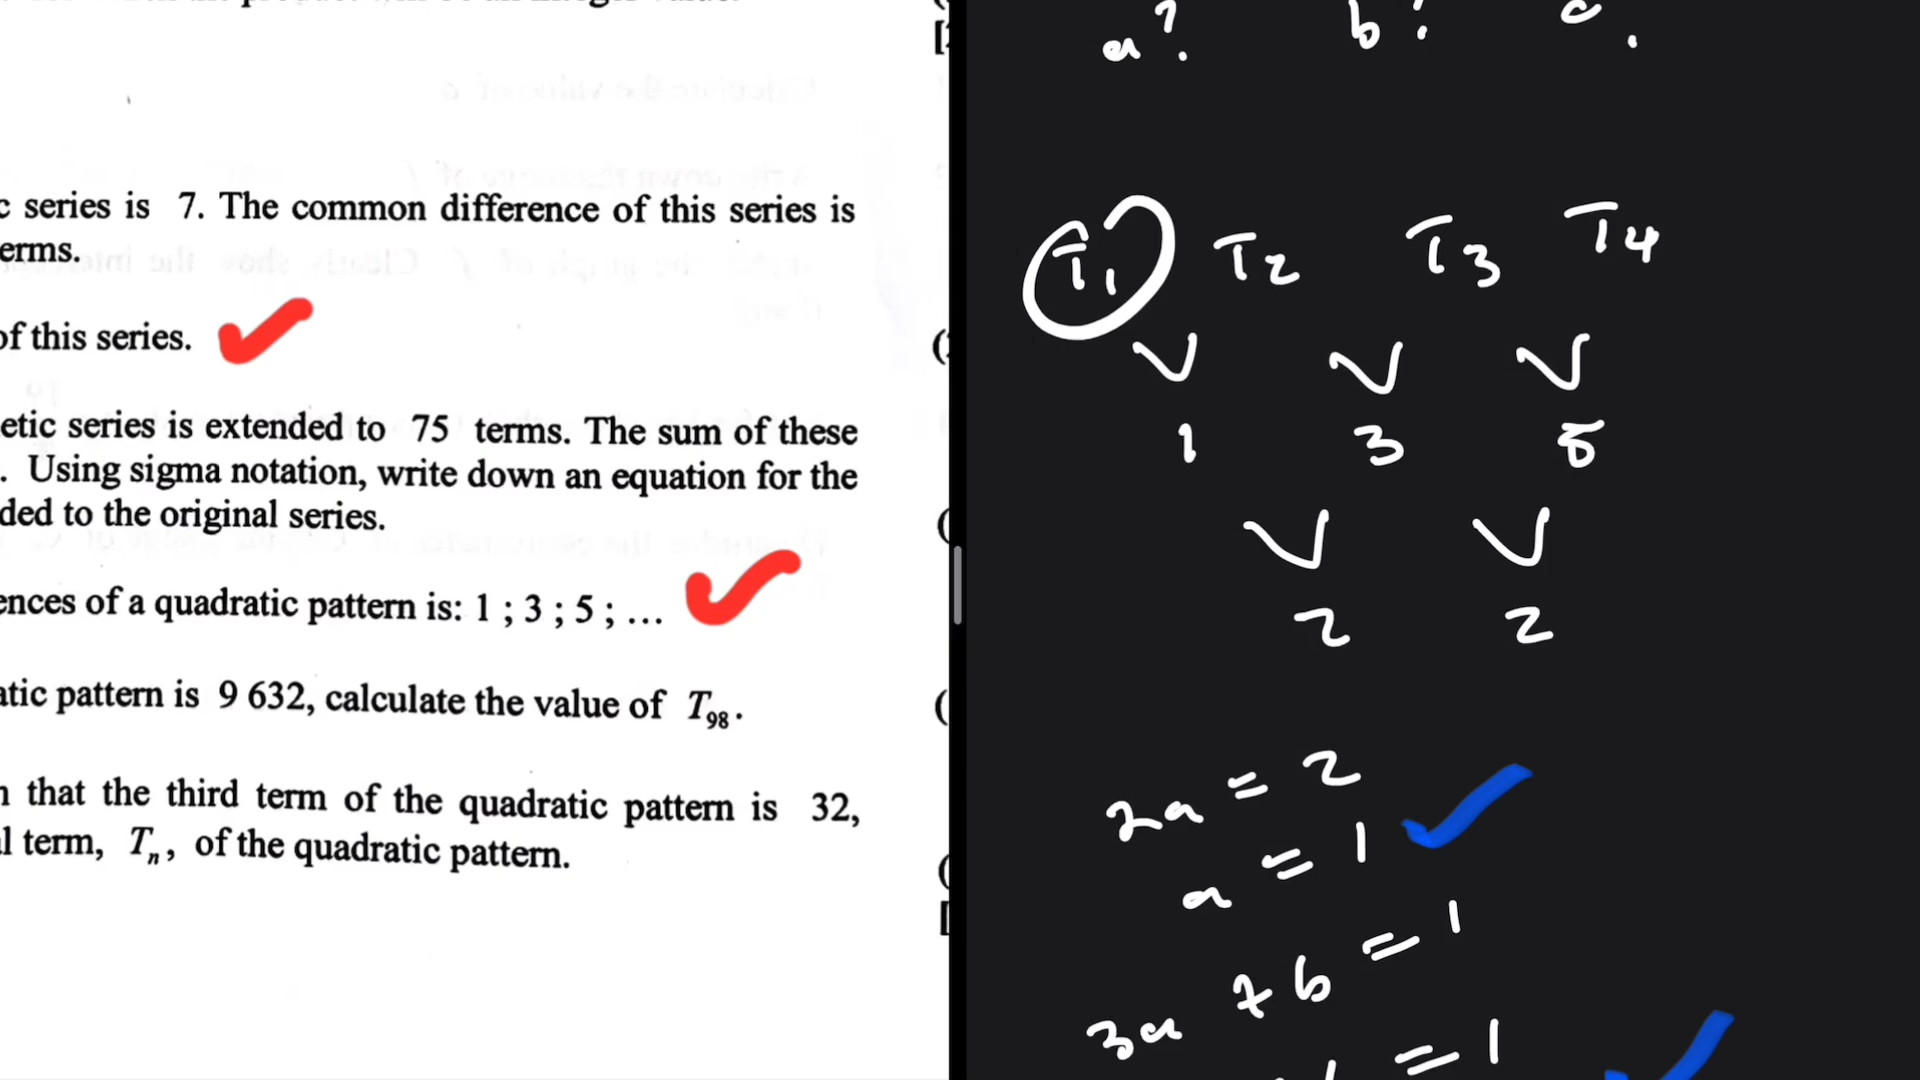 series is 7. The common difference of this series is
erms.
of this series.
etic series is extended to 75 terms. The sum of these
. Using sigma notation, write down an equation for the
ded to the original series.
ences of a quadratic pattern is: 1 ; 3 ; 5 ; ...
atic pattern is 9 632, calculate the value of T98.
that the third term of the quadratic pattern is 32,
term, Tn, of the quadratic pattern.
a? b?
T1 T2 T3 T4
1 3 5
2 2
2a = 2
a = 1
3a + b = 1
= 1